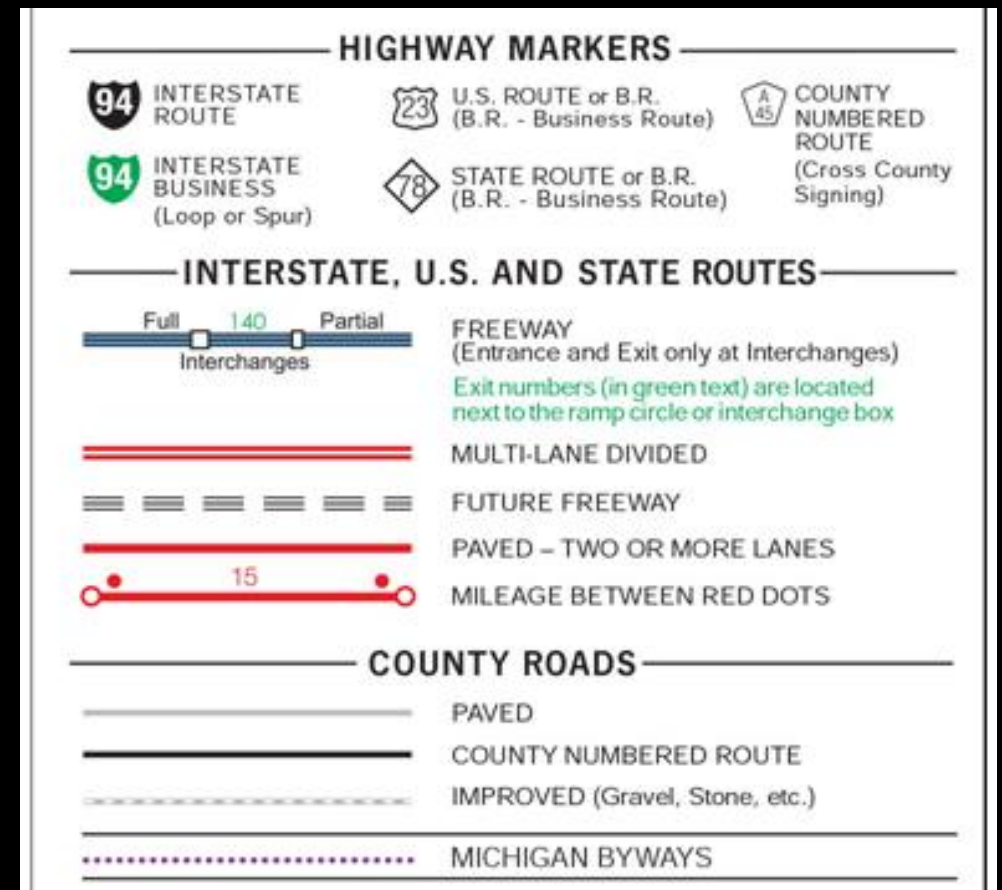 HIGHWAY MARKERS
94 INTERSTATE
ROUTE
94 INTERSTATE
BUSINESS
(Loop or Spur)
23 U.S. ROUTE or B.R.
(B.R. - Business Route)
78 STATE ROUTE or B.R.
(B.R. - Business Route)
A
45
COUNTY
NUMBERED
ROUTE
(Cross County
Signing)
INTERSTATE, U.S. AND STATE ROUTES
Full 140 Partial
Interchanges
FREEWAY
(Entrance and Exit only at Interchanges)
Exit numbers (in green text) are located
next to the ramp circle or interchange box
MULTI-LANE DIVIDED
FUTURE FREEWAY
PAVED – TWO OR MORE LANES
15
MILEAGE BETWEEN RED DOTS
COUNTY ROADS
PAVED
COUNTY NUMBERED ROUTE
IMPROVED (Gravel, Stone, etc.)
MICHIGAN BYWAYS